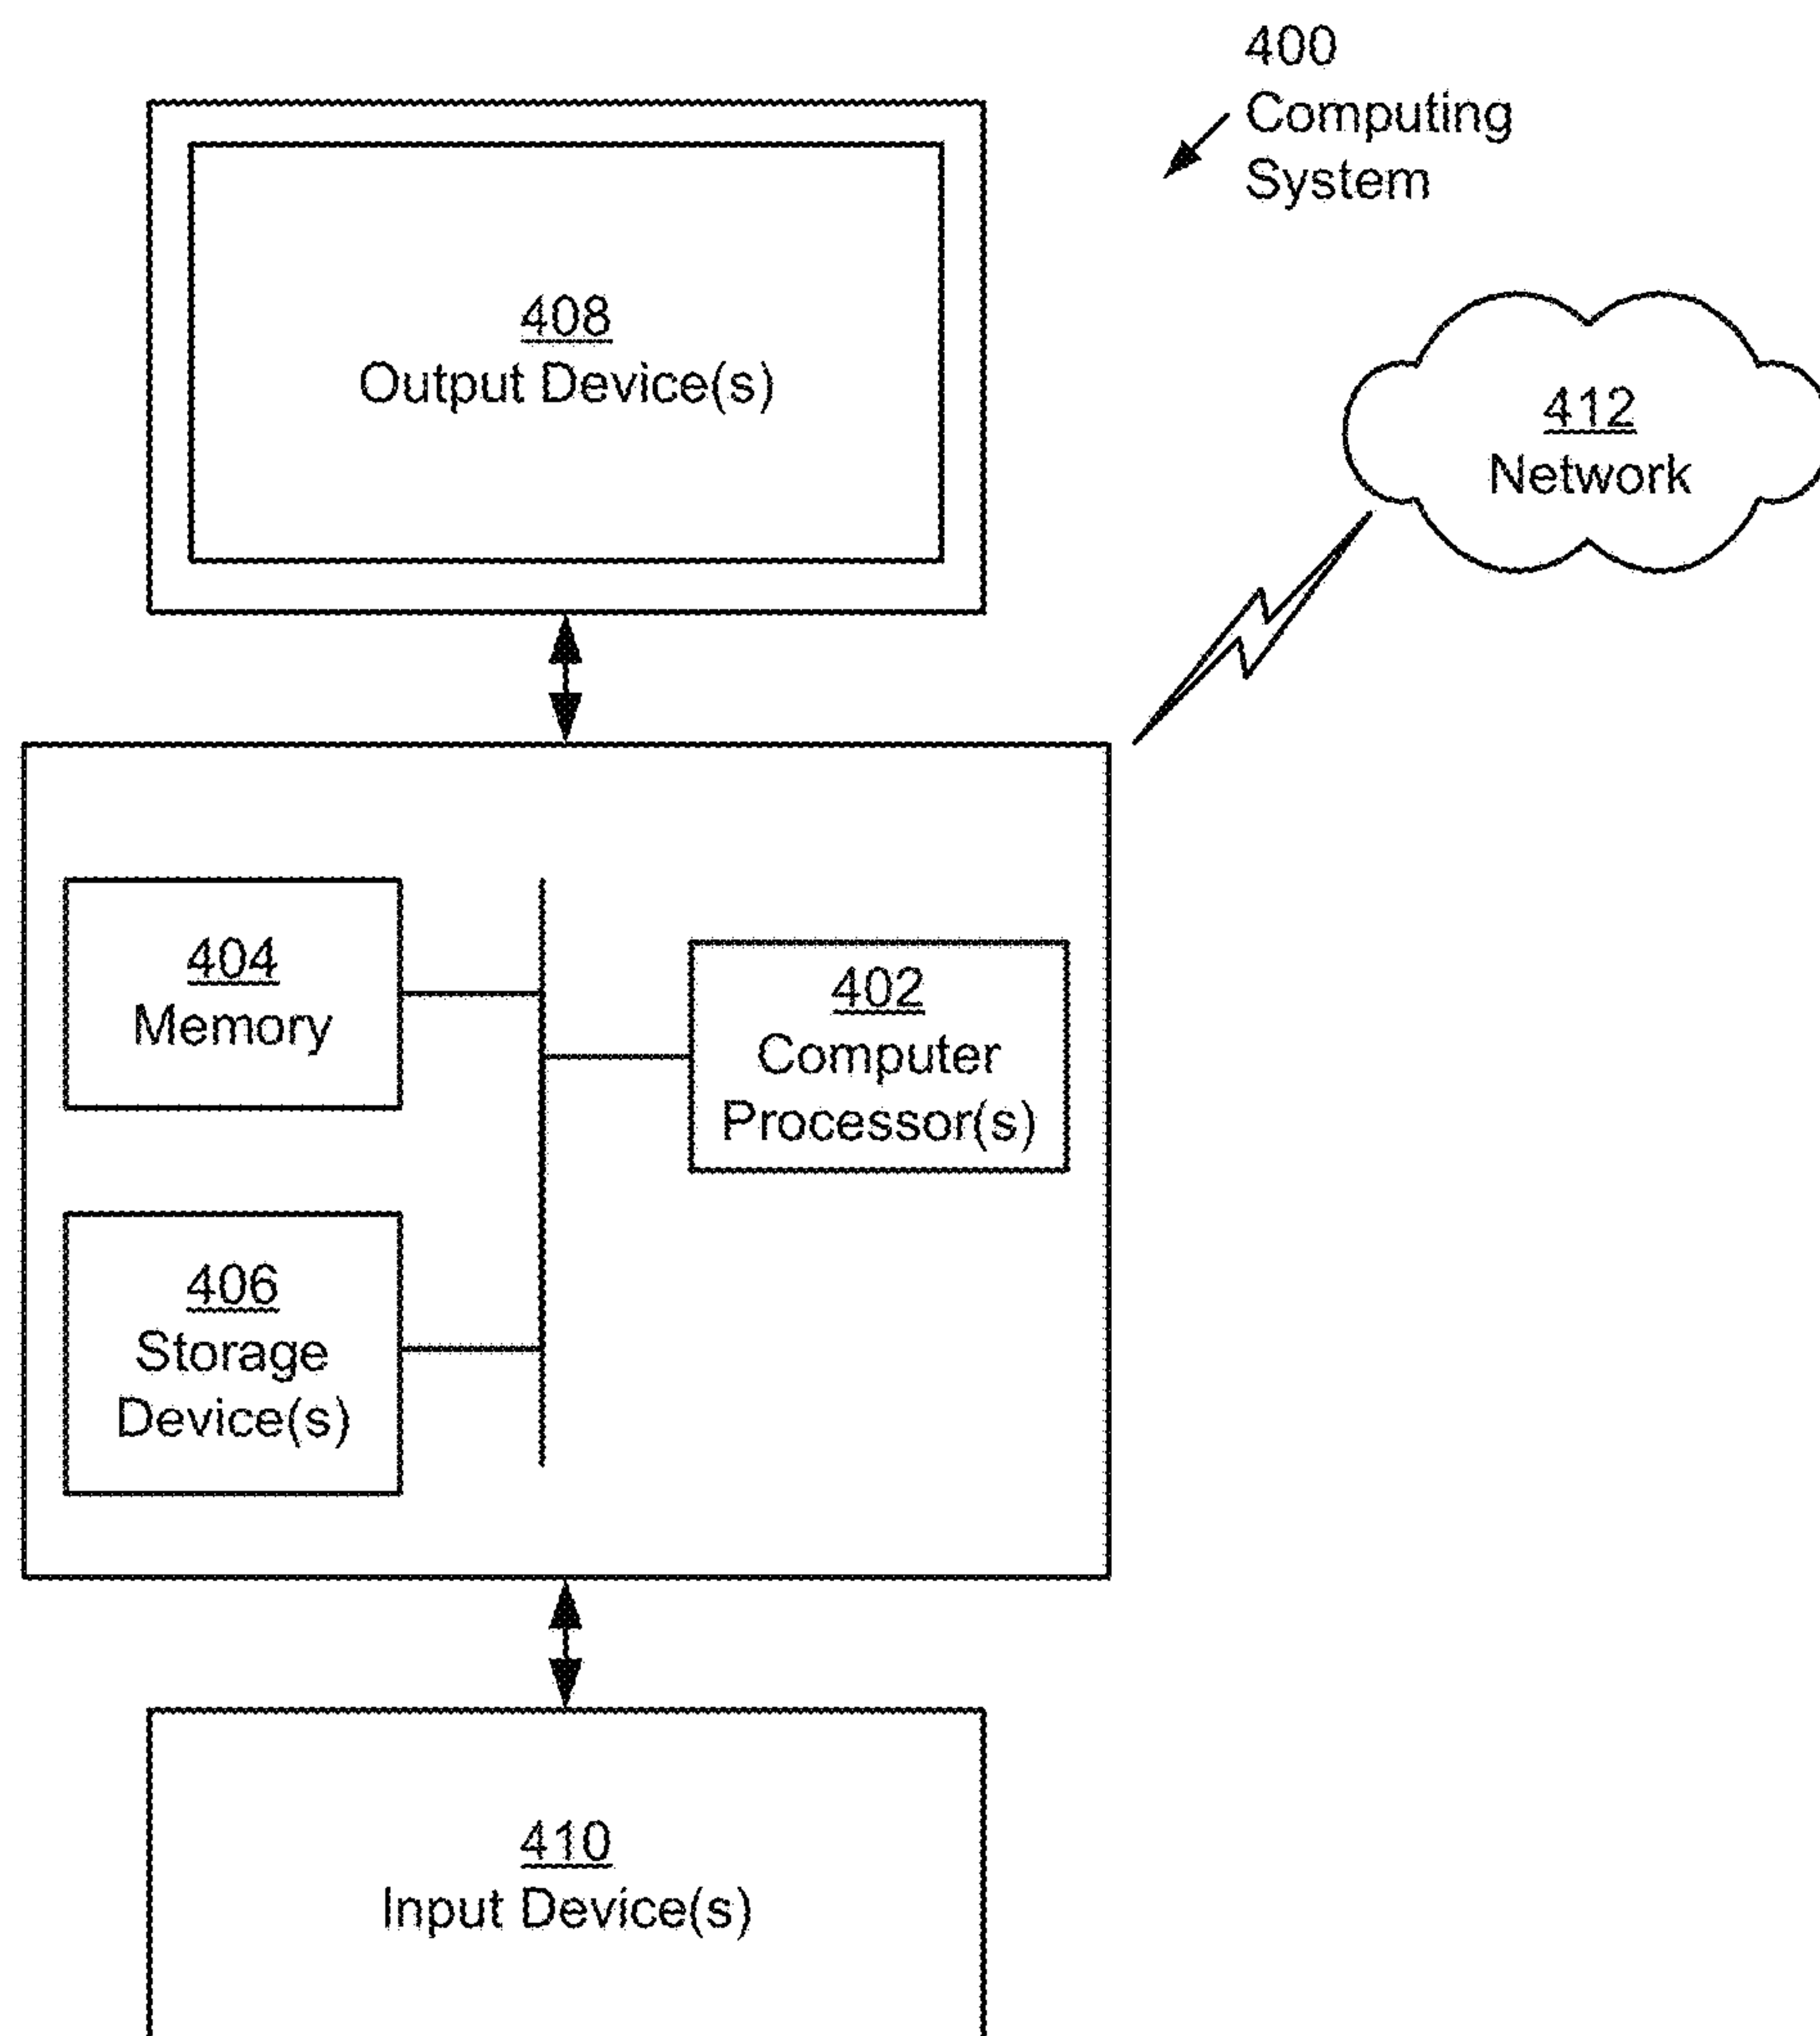 400
Computing
System
408
Output Device(s)
412
Network
404
Memory
402
Computer
Processor(s)
406
Storage
Device(s)
410
Input Device(s)